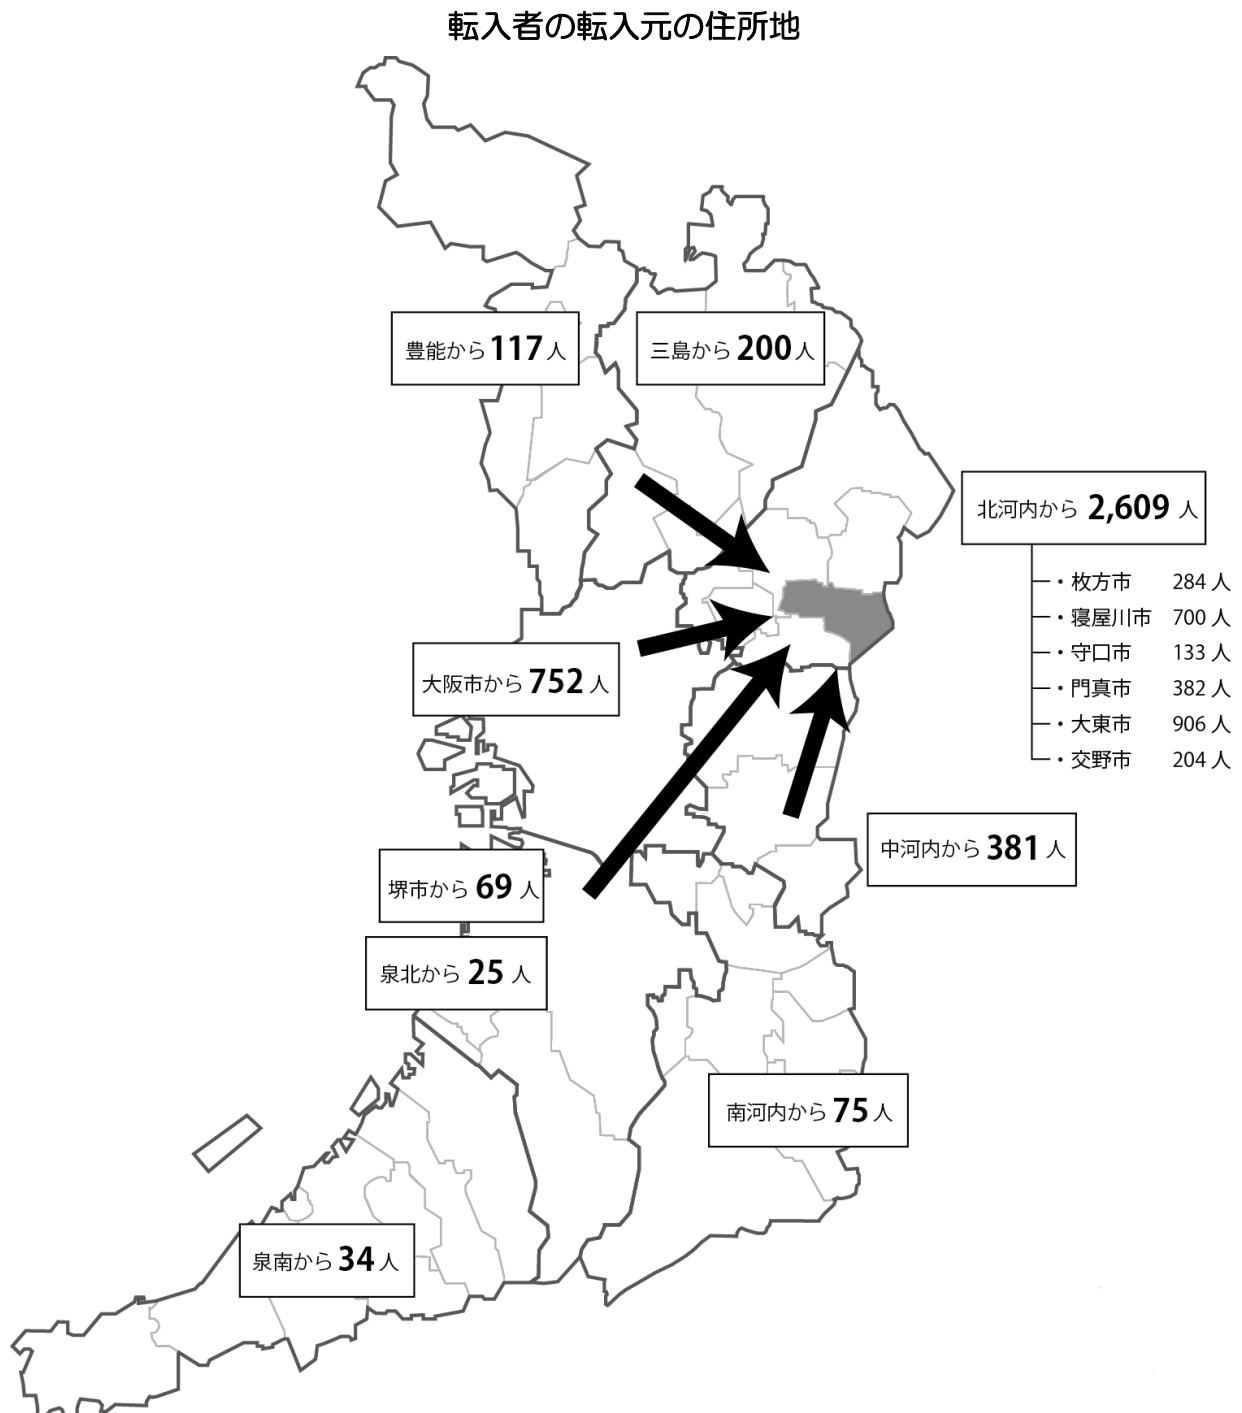 転入者の転入元の住所地
豊能から 117 人
三島から 200 人
北河内から 2,609 人
・枚方市 284 人
・寝屋川市 700 人
・守口市 133 人
・門真市 382 人
・大東市 906 人
・交野市 204 人
大阪市から 752 人
中河内から 381 人
堺市から 69 人
泉北から 25 人
南河内から 75 人
泉南から 34 人